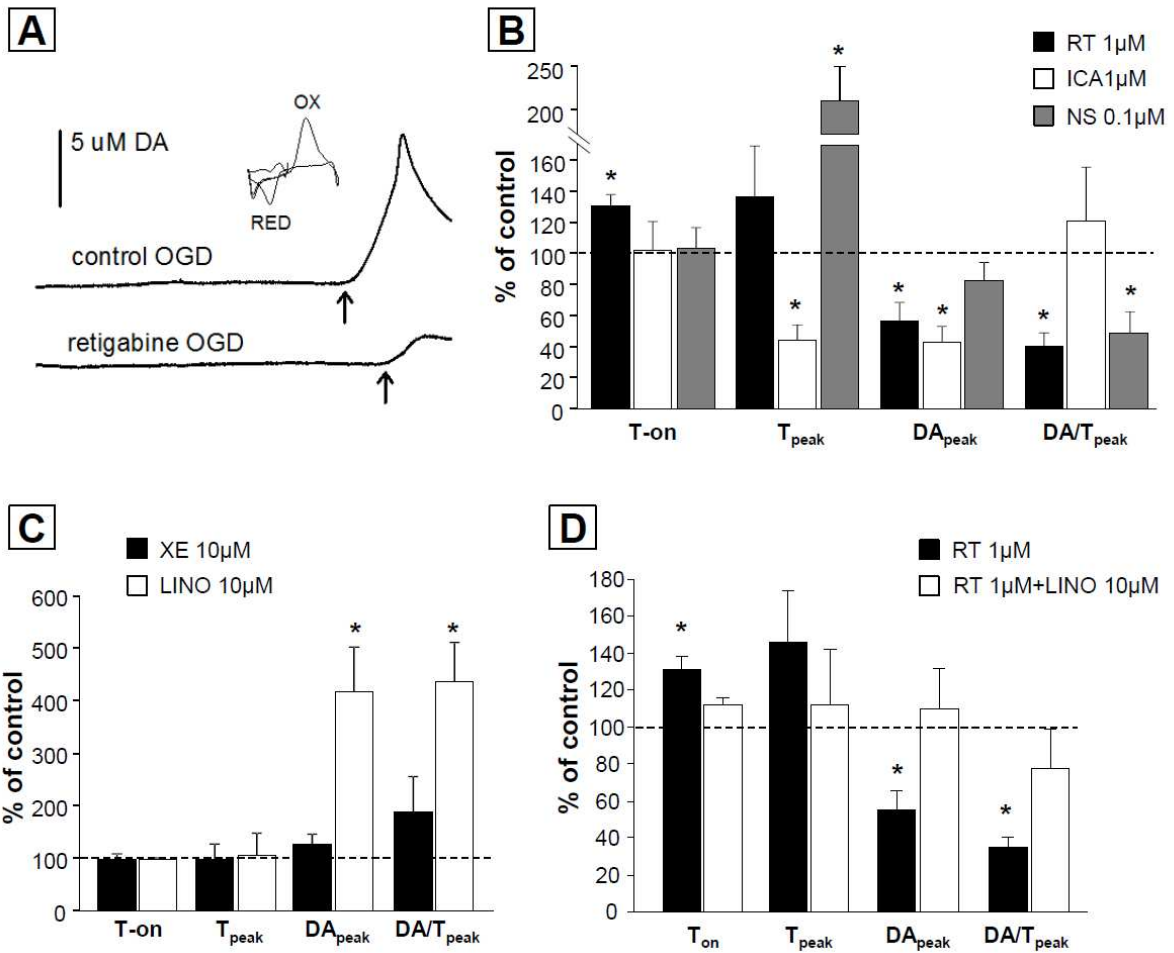 A
5 uM DA
OX
RED
control OGD
retigabine OGD
B
RT 1µM
ICA1µM
NS 0.1µM
% of control
250
200
160
140
120
100
80
60
40
20
0
*
*
*
*
*
*
*
T-on
Tpeak
DApeak
DA/Tpeak
C
XE 10µM
LINO 10µM
% of control
600
500
400
300
200
100
0
*
*
T-on
Tpeak
DApeak
DA/Tpeak
D
RT 1µM
RT 1µM+LINO 10µM
% of control
180
160
140
120
100
80
60
40
20
0
*
*
*
Ton
Tpeak
DApeak
DA/Tpeak